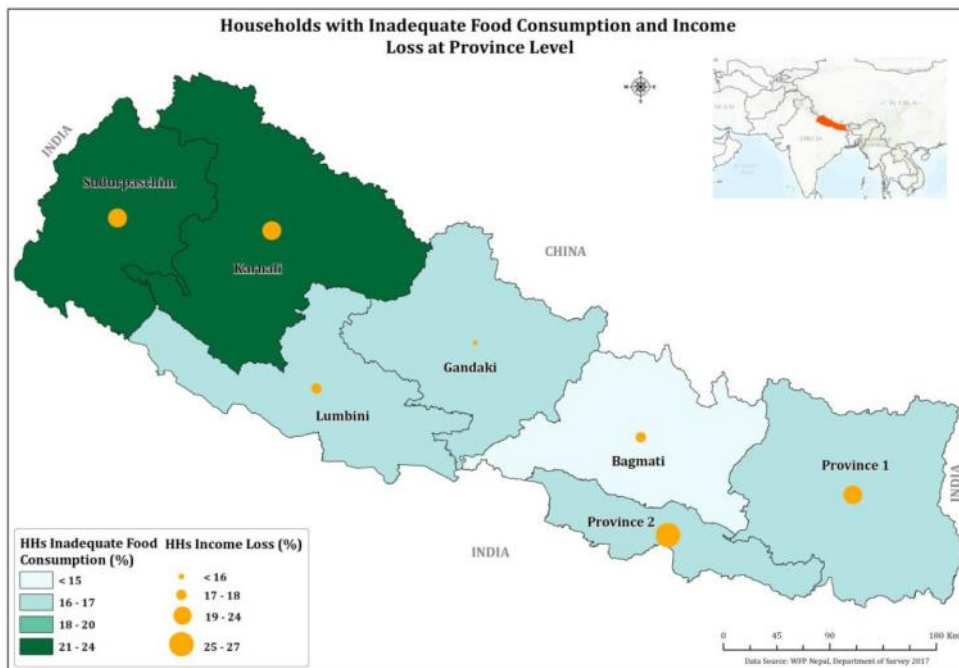 Households with Inadequate Food Consumption and Income
Loss at Province Level
INDIA
CHINA
INDIA
Sudurpaschim
Karnali
CHINA
Gandaki
Lumbini
Bagmati
Province 1
Province 2
INDIA
INDIA
HHs Inadequate Food
Consumption (%)
< 15
16 - 17
18 - 20
21 - 24
HHs Income Loss (%)
< 16
17 - 18
19 - 24
25 - 27
0 45 90 180 Km
Data Source: WFP Nepal, Department of Survey 2017